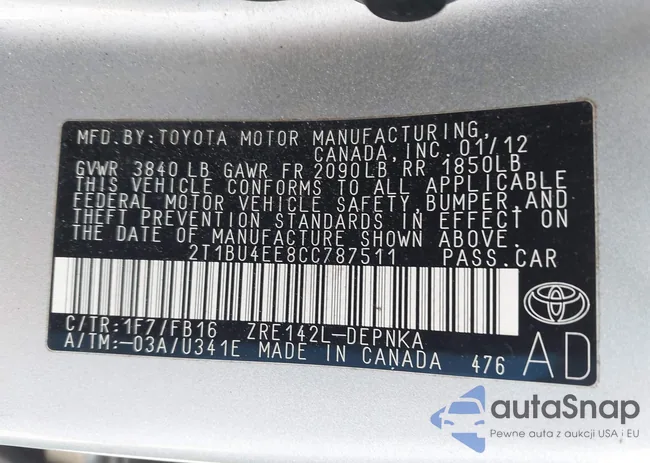 MFD. BY: TOYOTA MOTOR MANUFACTURING,
CANADA, INC. 01/12
GVWR 3840 LB GAWR FR 2090LB RR 1850LB
THIS VEHICLE CONFORMS TO ALL APPLICABLE
FEDERAL MOTOR VEHICLE SAFETY, BUMPER, AND
THEFT PREVENTION STANDARDS IN EFFECT ON
THE DATE OF MANUFACTURE SHOWN ABOVE.
2T1BU4EE8CC787511 PASS. CAR
C/TR: 1F7/FB16 ZRE142L-DEPNKA
A/TM: -03A/U341E MADE IN CANADA 476
AD
autaSnap
Pewne auta z aukcji USA i EU